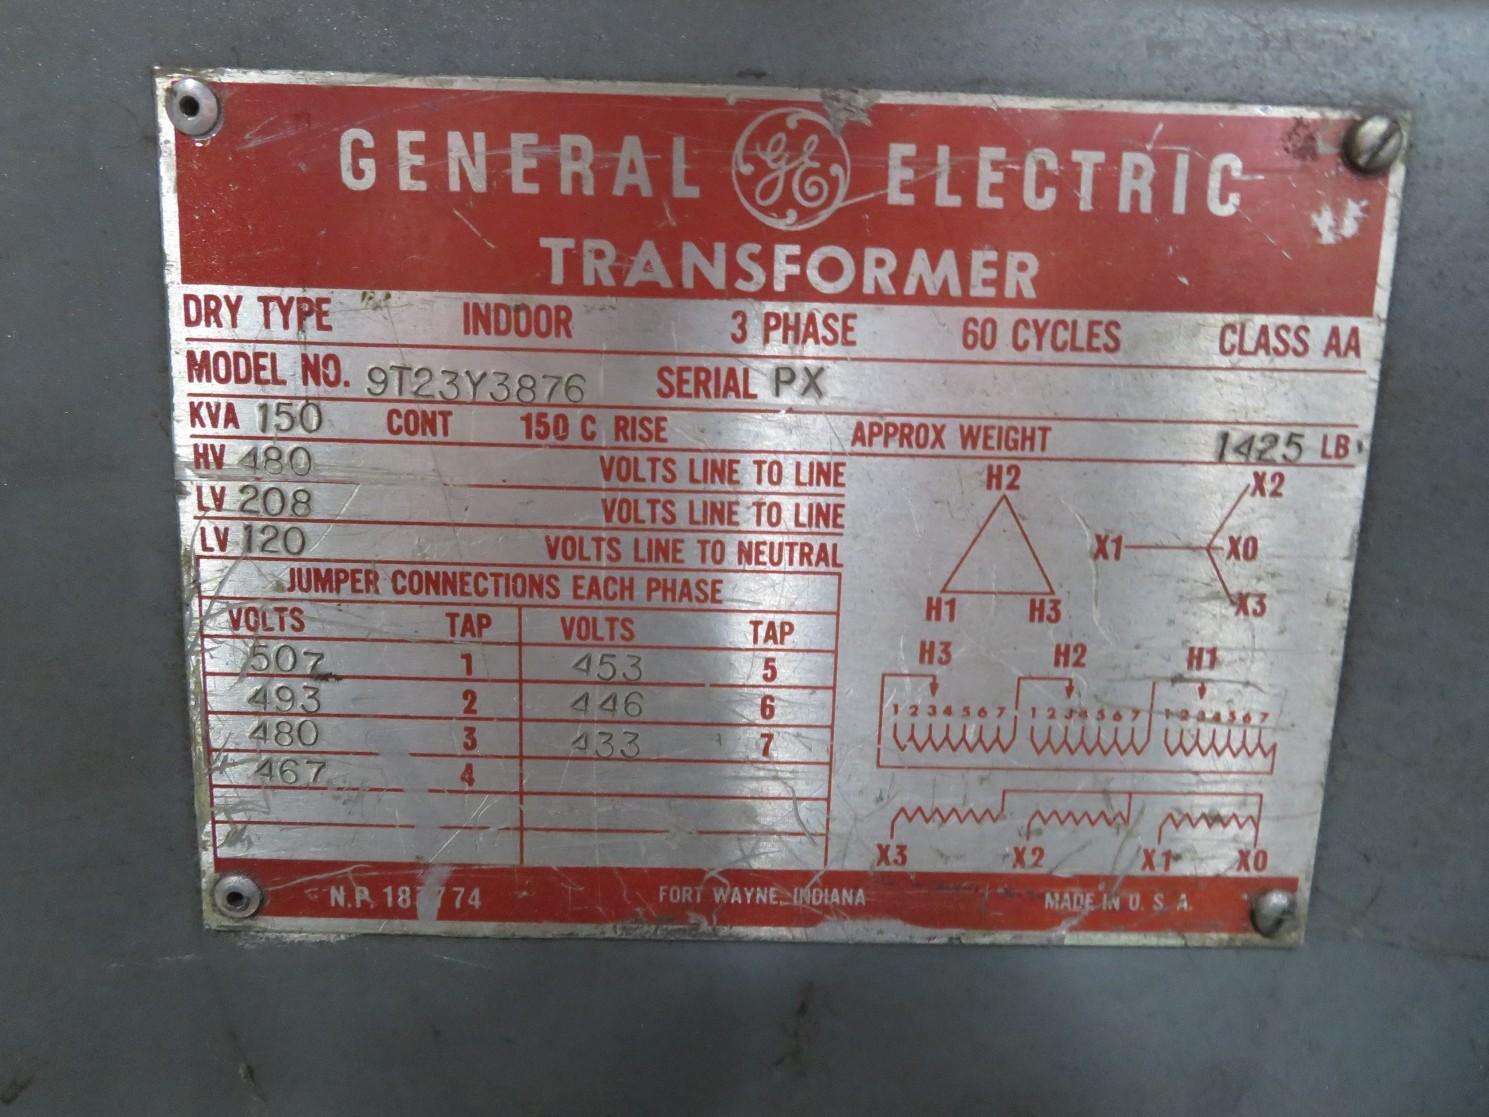 GENERAL GE ELECTRIC
TRANSFORMER
DRY TYPE INDOOR 3 PHASE 60 CYCLES CLASS AA
MODEL NO. 9T23Y3876 SERIAL PX
KVA 150 CONT 150 C RISE APPROX WEIGHT 1425 LB.
HV 480 VOLTS LINE TO LINE
LV 208 VOLTS LINE TO LINE
LV 120 VOLTS LINE TO NEUTRAL
JUMPER CONNECTIONS EACH PHASE
VOLTS TAP VOLTS TAP
507 1 453 5
493 2 446 6
480 3 433 7
467 4
H2
H1 H3
X2
X1 X0
X3
H3 H2 H1
1 2 3 4 5 6 7 1 2 3 4 5 6 7 1 2 3 4 5 6 7
X3 X2 X1 X0
N.P. 74 FORT WAYNE, INDIANA MADE IN U. S. A.